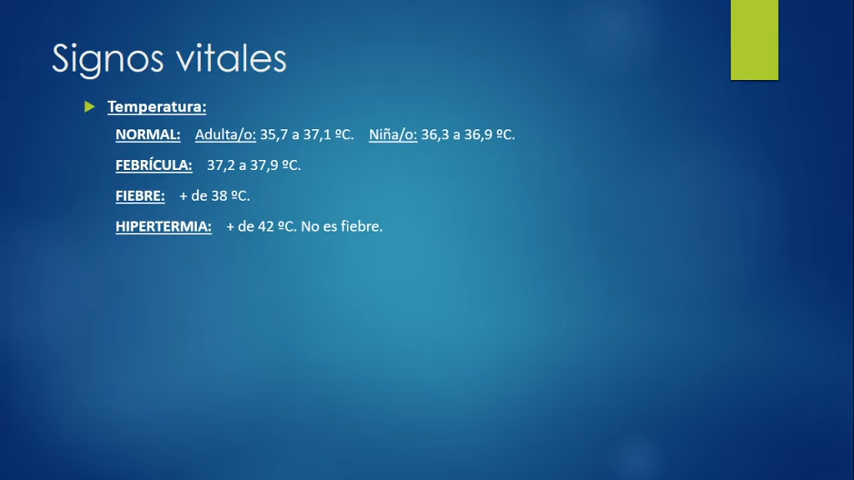 Signos vitales
Temperatura:
NORMAL: Adulta/o: 35,7 a 37,1 ºC. Niña/o: 36,3 a 36,9 ºC.
FEBRÍCULA: 37,2 a 37,9 ºC.
FIEBRE: + de 38 ºC.
HIPERTERMIA: + de 42 ºC. No es fiebre.